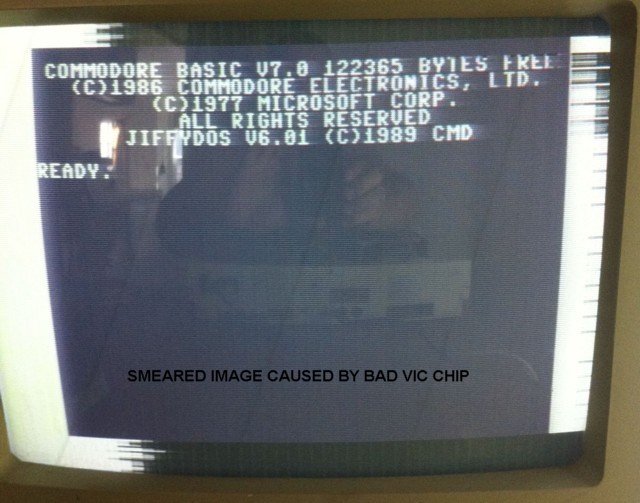 COMMODORE BASIC V7.0 122365 BYTES FREE
(C)1986 COMMODORE ELECTRONICS, LTD.
(C)1977 MICROSOFT CORP.
ALL RIGHTS RESERVED
JIFFYDOS V6.01 (C)1989 CMD
READY.
SMEARED IMAGE CAUSED BY BAD VIC CHIP